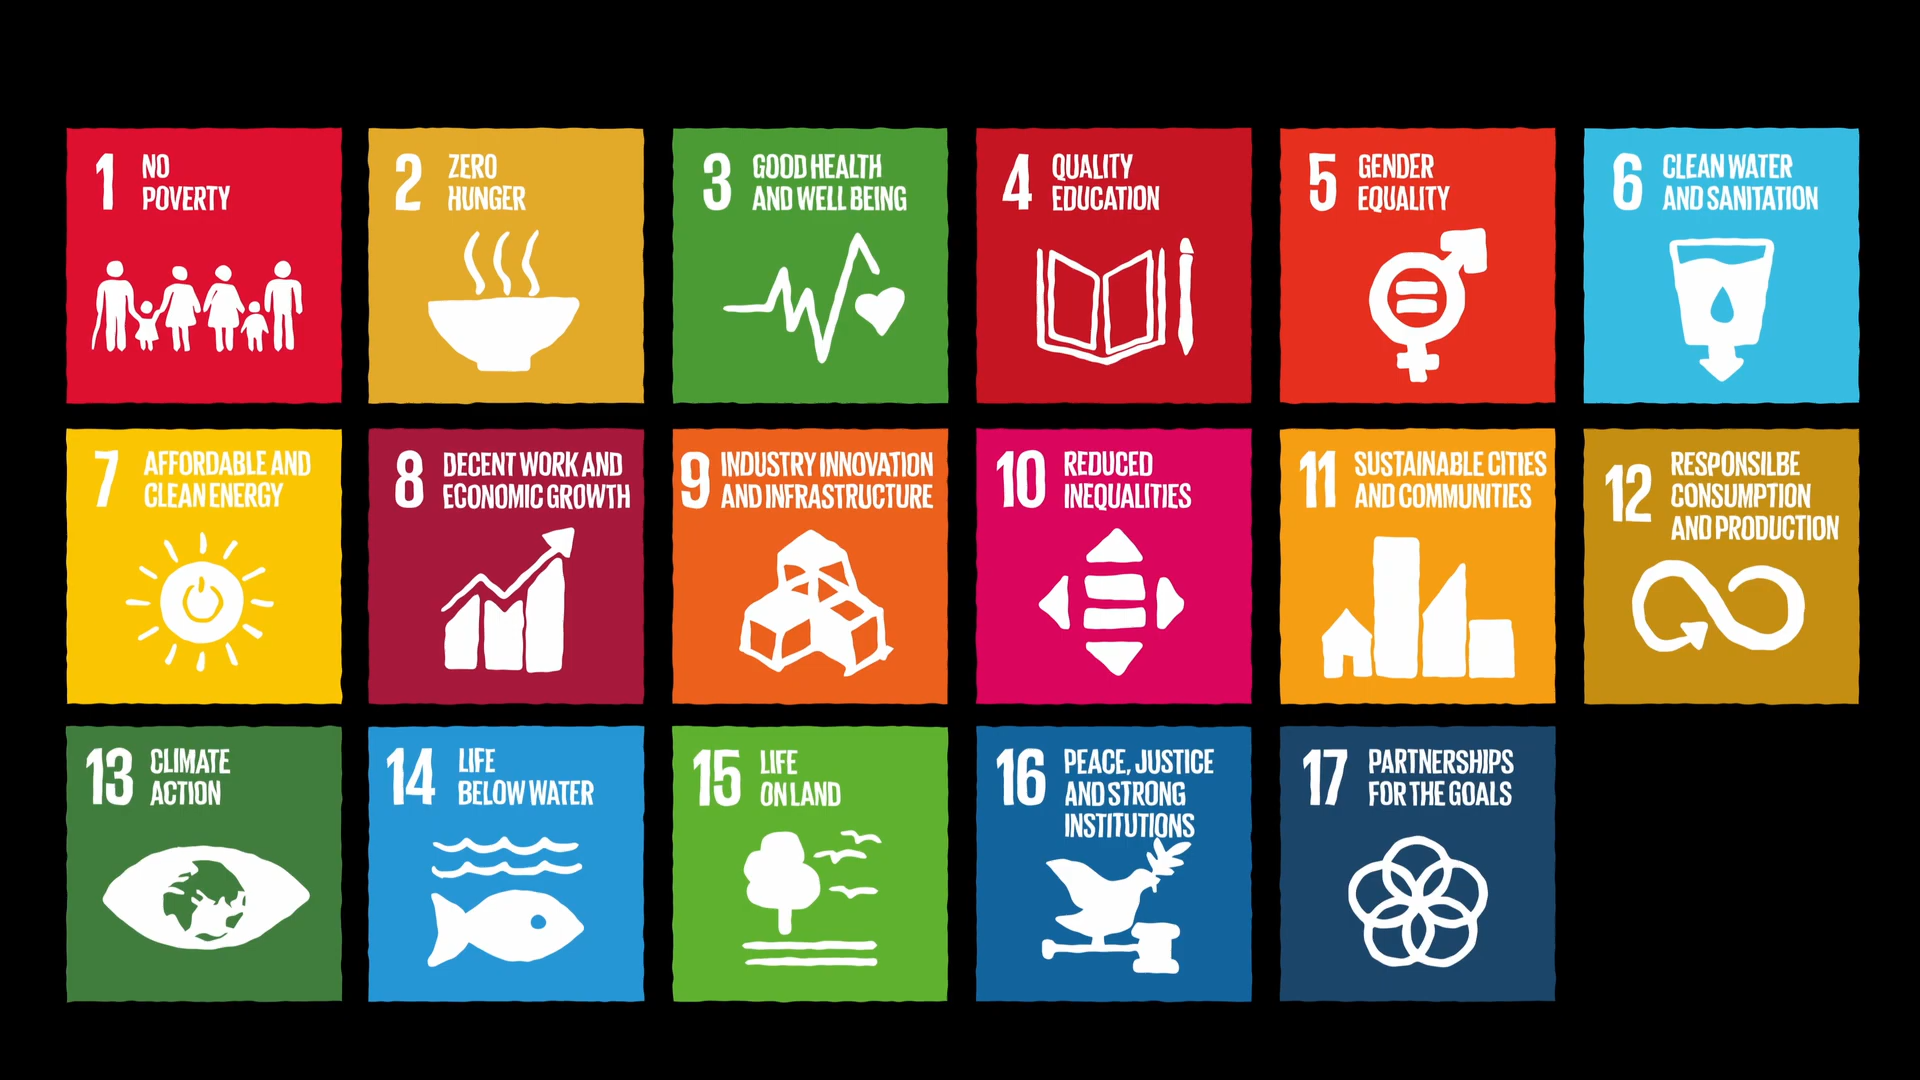 1 NO
POVERTY
2 ZERO
HUNGER
3 GOOD HEALTH
AND WELL BEING
4 QUALITY
EDUCATION
5 GENDER
EQUALITY
6 CLEAN WATER
AND SANITATION
7 AFFORDABLE AND
CLEAN ENERGY
8 DECENT WORK AND
ECONOMIC GROWTH
9 INDUSTRY INNOVATION
AND INFRASTRUCTURE
10 REDUCED
INEQUALITIES
11 SUSTAINABLE CITIES
AND COMMUNITIES
12 RESPONSILBE
CONSUMPTION
AND PRODUCTION
13 CLIMATE
ACTION
14 LIFE
BELOW WATER
15 LIFE
ON LAND
16 PEACE, JUSTICE
AND STRONG
INSTITUTIONS
17 PARTNERSHIPS
FOR THE GOALS